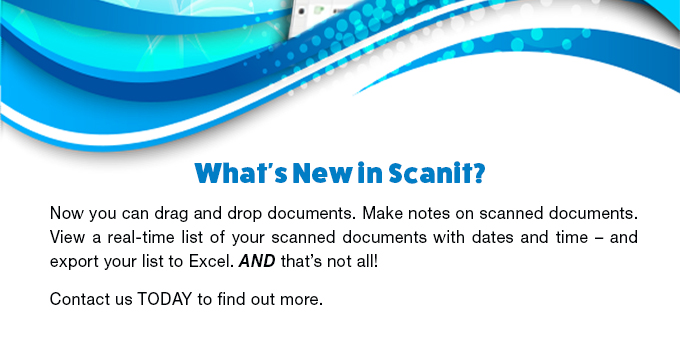 What's New in Scanit?
Now you can drag and drop documents. Make notes on scanned documents.
View a real-time list of your scanned documents with dates and time – and
export your list to Excel. AND that's not all!
Contact us TODAY to find out more.